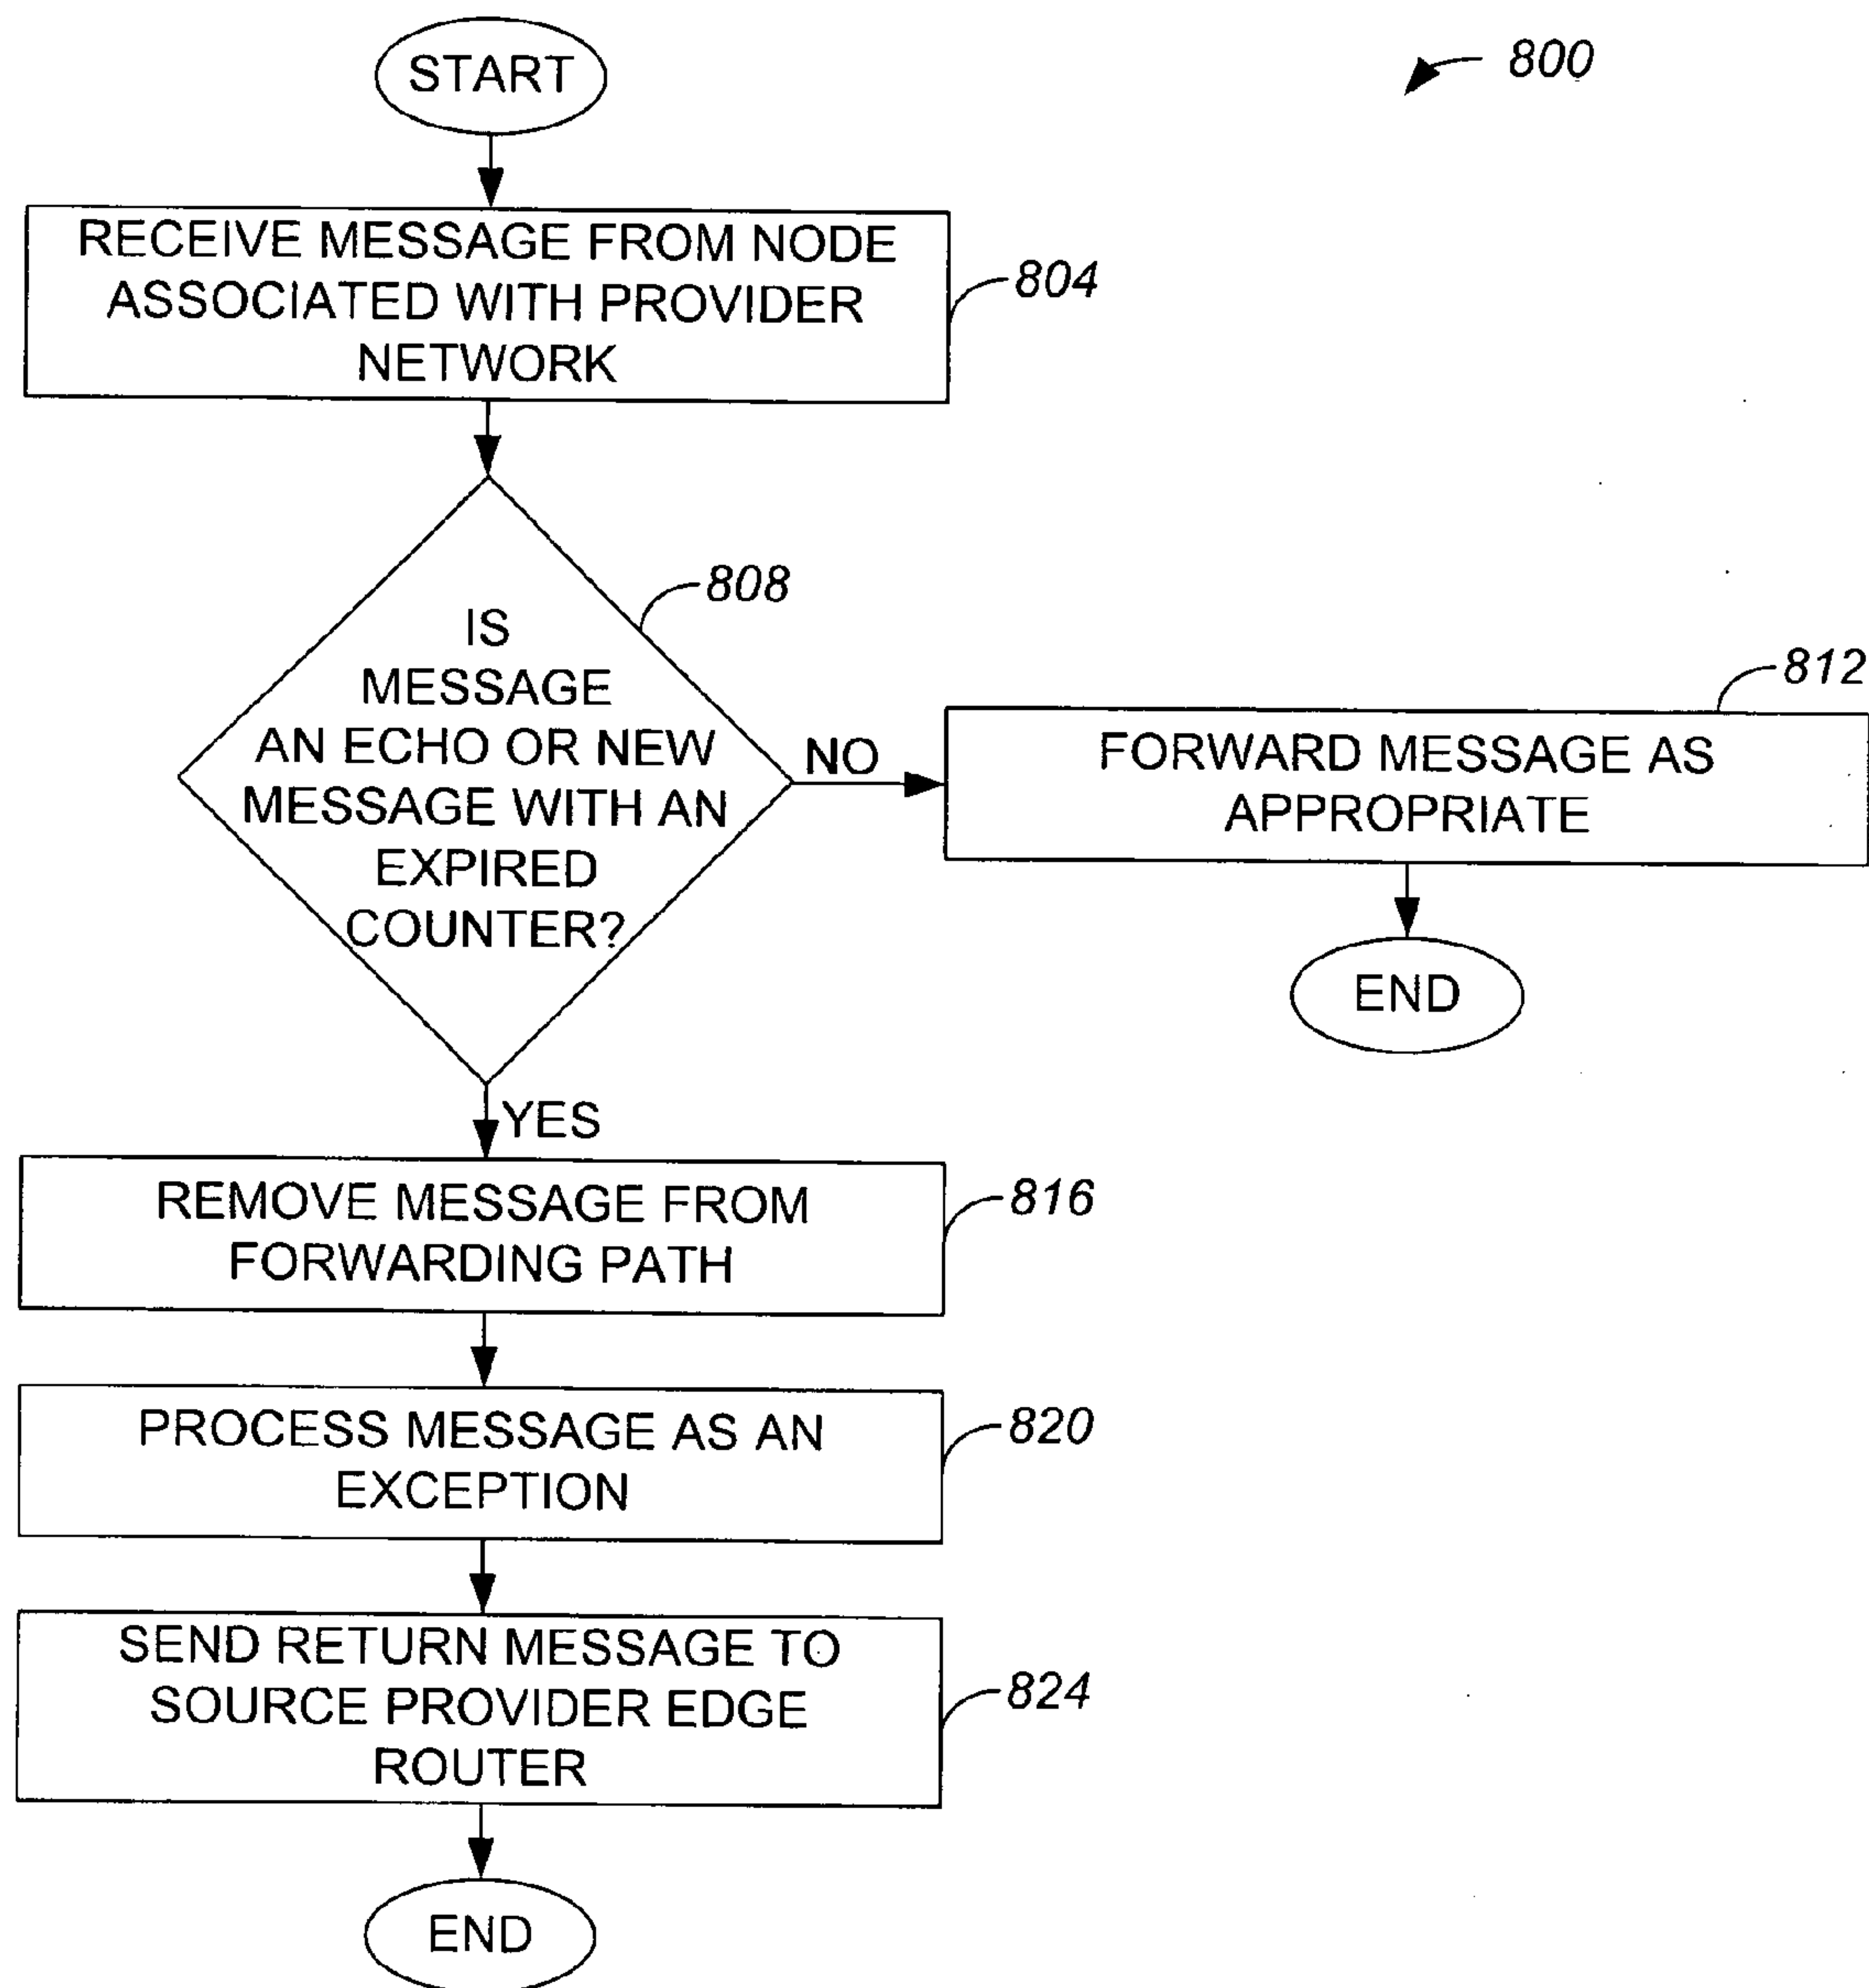 START
800
RECEIVE MESSAGE FROM NODE
ASSOCIATED WITH PROVIDER
NETWORK
804
808
IS
MESSAGE
AN ECHO OR NEW
MESSAGE WITH AN
EXPIRED
COUNTER?
NO
812
FORWARD MESSAGE AS
APPROPRIATE
END
YES
REMOVE MESSAGE FROM
FORWARDING PATH
816
PROCESS MESSAGE AS AN
EXCEPTION
820
SEND RETURN MESSAGE TO
SOURCE PROVIDER EDGE
ROUTER
824
END